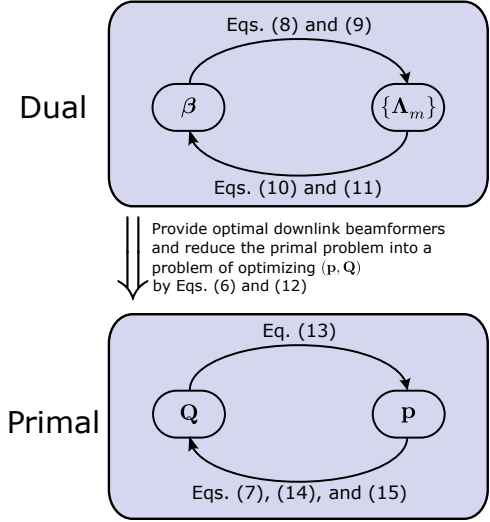 Eqs. (8) and (9)
Dual
β
{Λₘ}
Eqs. (10) and (11)
Provide optimal downlink beamformers
and reduce the primal problem into a
problem of optimizing (p, Q)
by Eqs. (6) and (12)
Eq. (13)
Primal
Q
p
Eqs. (7), (14), and (15)